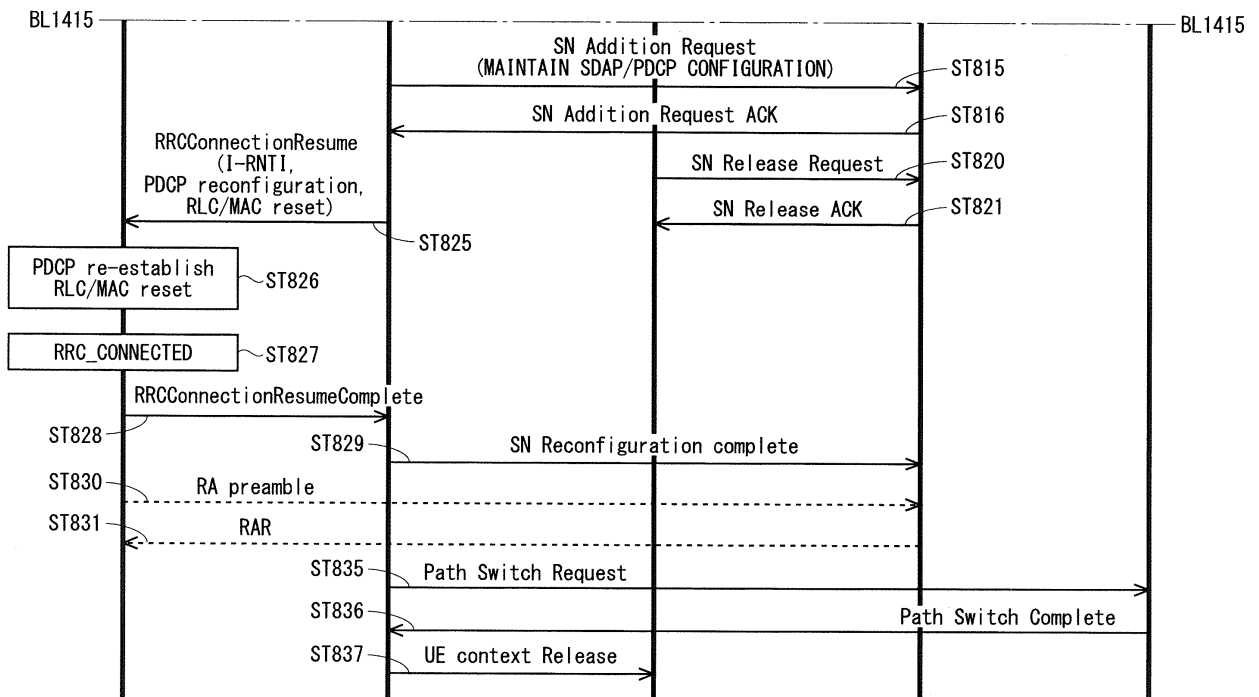 BL1415
BL1415
SN Addition Request
(MAINTAIN SDAP/PDCP CONFIGURATION)
ST815
SN Addition Request ACK
ST816
RRCConnectionResume
(I-RNTI,
PDCP reconfiguration,
RLC/MAC reset)
SN Release Request
ST820
SN Release ACK
ST821
ST825
PDCP re-establish
RLC/MAC reset
ST826
RRC_CONNECTED
ST827
RRCConnectionResumeComplete
ST828
ST829
SN Reconfiguration complete
ST830
RA preamble
ST831
RAR
ST835
Path Switch Request
ST836
Path Switch Complete
ST837
UE context Release